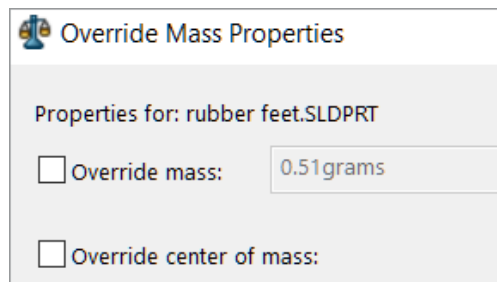 Override Mass Properties
Properties for: rubber feet.SLDPRT
Override mass: 0.51grams
Override center of mass: